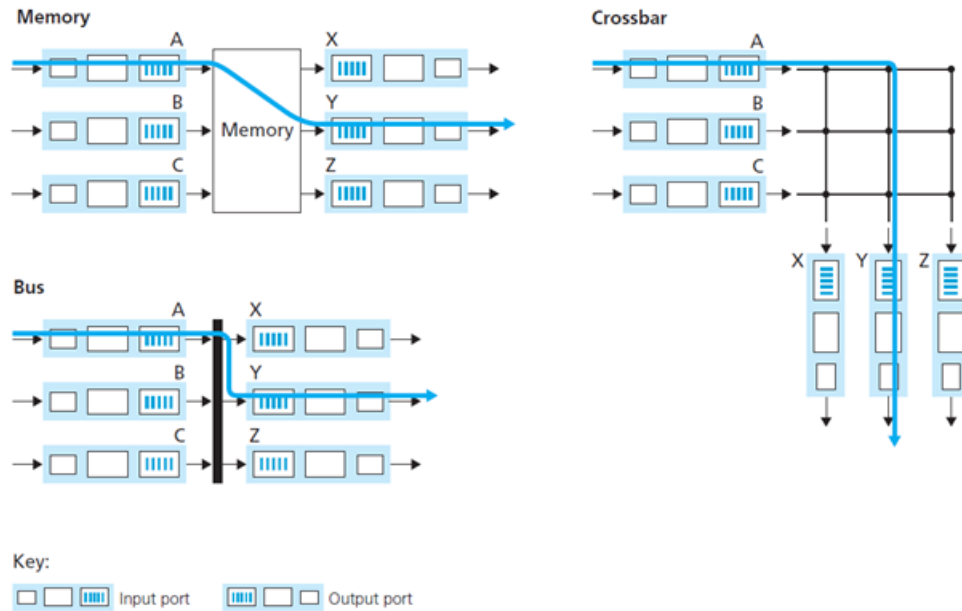 Memory
A
X
B
Y
Memory
C
Z
Crossbar
A
B
C
X
Y
Z
Bus
A
X
B
Y
C
Z
Key:
Input port
Output port